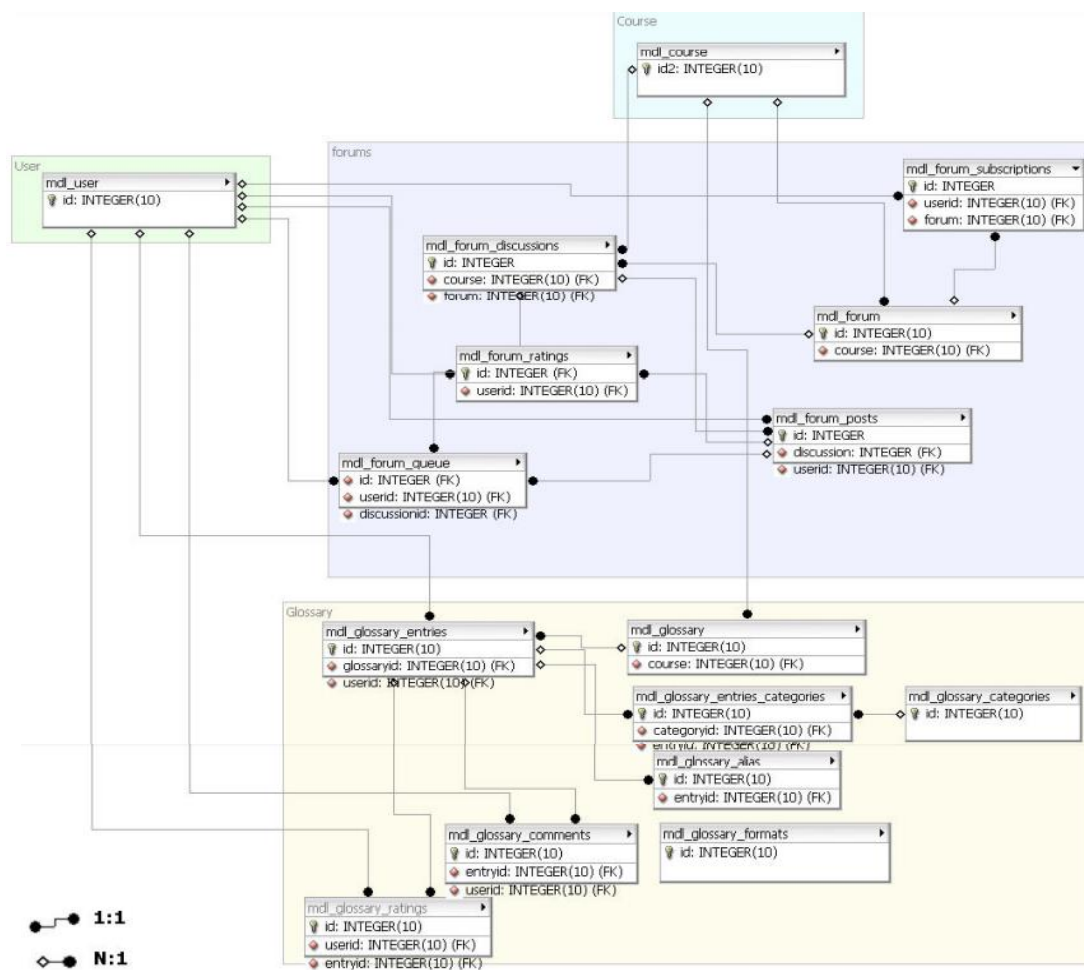 Course
mdl_course
id2: INTEGER(10)
User
mdl_user
id: INTEGER(10)
forums
mdl_forum_subscriptions
id: INTEGER
userid: INTEGER(10) (FK)
forum: INTEGER(10) (FK)
mdl_forum_discussions
id: INTEGER
course: INTEGER(10) (FK)
forum: INTEGER(10) (FK)
mdl_forum
id: INTEGER(10)
course: INTEGER(10) (FK)
mdl_forum_ratings
id: INTEGER (FK)
userid: INTEGER(10) (FK)
mdl_forum_posts
id: INTEGER
discussion: INTEGER (FK)
userid: INTEGER(10) (FK)
mdl_forum_queue
id: INTEGER (FK)
userid: INTEGER(10) (FK)
discussionid: INTEGER (FK)
Glossary
mdl_glossary_entries
id: INTEGER(10)
glossaryid: INTEGER(10) (FK)
userid: INTEGER(10) (FK)
mdl_glossary
id: INTEGER(10)
course: INTEGER(10) (FK)
mdl_glossary_entries_categories
id: INTEGER(10)
categoryid: INTEGER(10) (FK)
entryid: INTEGER(10) (FK)
mdl_glossary_categories
id: INTEGER(10)
mdl_glossary_alias
id: INTEGER(10)
entryid: INTEGER(10) (FK)
mdl_glossary_comments
id: INTEGER(10)
entryid: INTEGER(10) (FK)
userid: INTEGER(10) (FK)
mdl_glossary_formats
id: INTEGER(10)
mdl_glossary_ratings
id: INTEGER(10)
userid: INTEGER(10) (FK)
entryid: INTEGER(10) (FK)
1:1
N:1